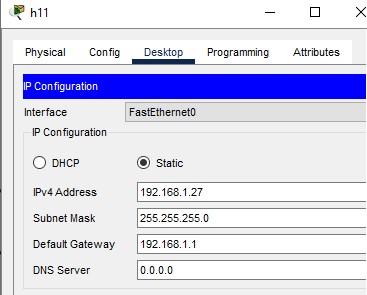 h11
Physical Config Desktop Programming Attributes
IP Configuration
Interface FastEthernet0
IP Configuration
DHCP Static
IPv4 Address 192.168.1.27
Subnet Mask 255.255.255.0
Default Gateway 192.168.1.1
DNS Server 0.0.0.0